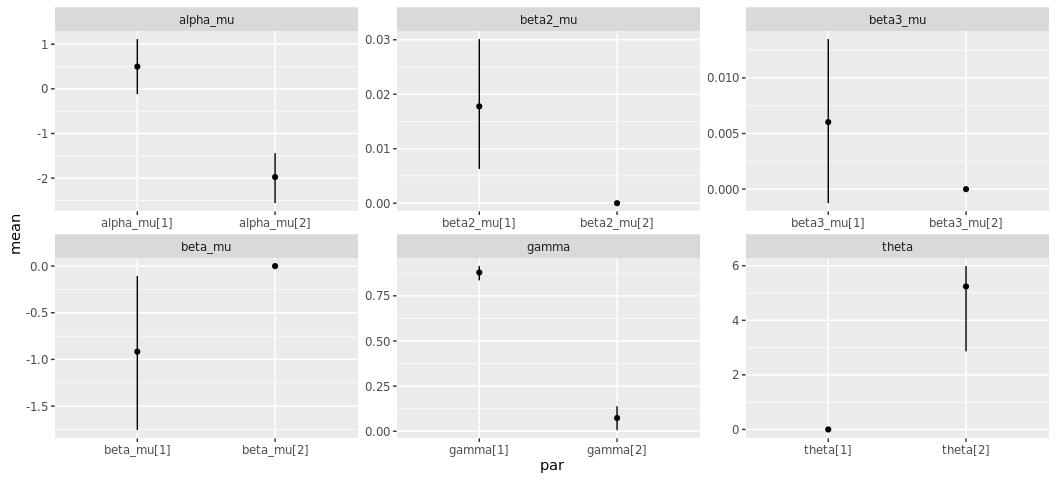 alpha_mu
beta2_mu
beta3_mu
1
0
-1
-2
0.03
0.02
0.01
0.00
0.010
0.005
0.000
alpha_mu[1] alpha_mu[2]
beta2_mu[1] beta2_mu[2]
beta3_mu[1] beta3_mu[2]
mean
beta_mu
gamma
theta
0.0
-0.5
-1.0
-1.5
0.75
0.50
0.25
0.00
6
4
2
0
beta_mu[1] beta_mu[2]
gamma[1] gamma[2]
theta[1] theta[2]
par